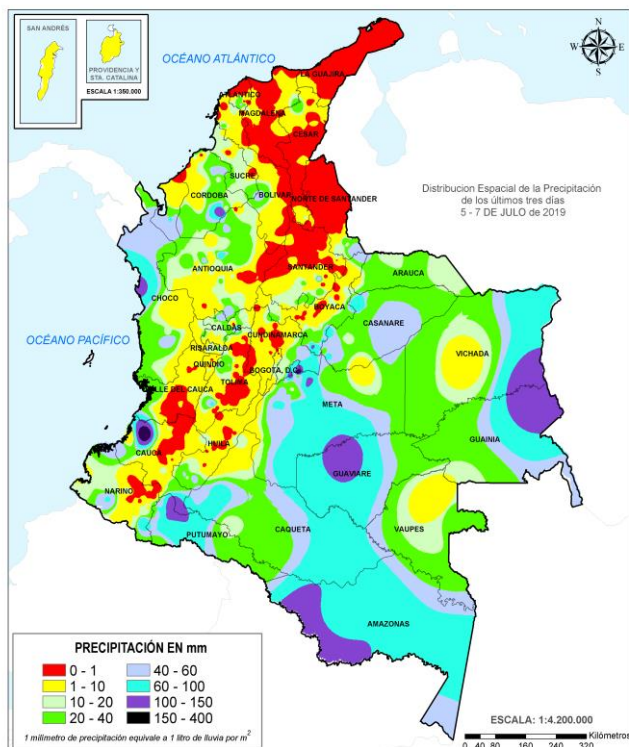 SAN ANDRÉS
PROVIDENCIA Y
STA. CATALINA
ESCALA 1:350.000
OCÉANO ATLÁNTICO
N
W
E
S
LA GUAJIRA
ATLANTICO
MAGDALENA
CESAR
SUCRE
CORDOBA
BOLIVAR
NORTE DE SANTANDER
Distribucion Espacial de la Precipitación
de los últimos tres días
5 - 7 DE JULO de 2019
ANTIOQUIA
SANTANDER
ARAUCA
CHOCO
BOYACA
CASANARE
OCÉANO PACÍFICO
CALDAS
CUNDINAMARCA
RISARALDA
VICHADA
QUINDIO
BOGOTA, D.C.
TOLIMA
VALLE DEL CAUCA
META
GUAINIA
CAUCA
HUILA
GUAVIARE
NARIÑO
VAUPES
CAQUETA
PUTUMAYO
AMAZONAS
PRECIPITACIÓN EN mm
0 - 1 40 - 60
1 - 10 60 - 100
10 - 20 100 - 150
20 - 40 150 - 400
1 milimetro de precipitación equivale a 1 litro de lluvia por m2
ESCALA: 1:4.200.000
Kilómetros
0 40 80 160 240 320